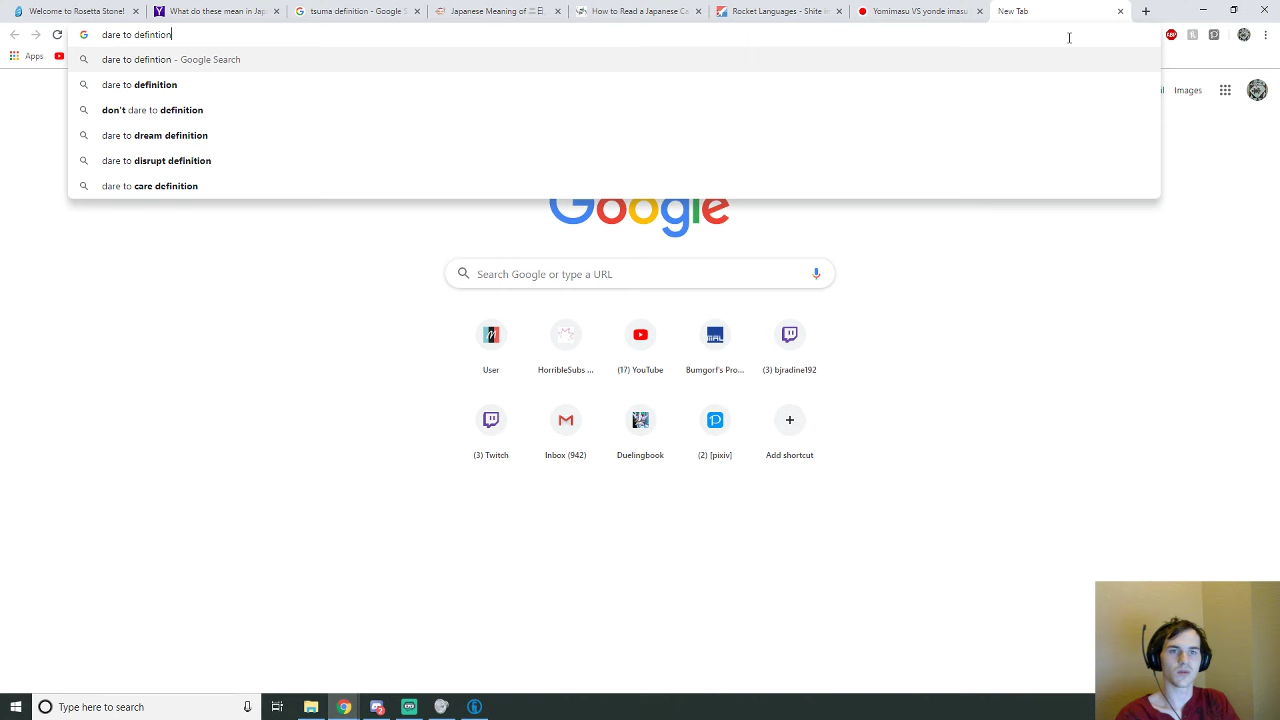 Welcome to Rosetta Stone!
What do these mean in Jap
tsuma definition - Google S
Japanese Meaning of 二日
How to Read a Japanese Ca
Rocket Languages - Shite in
Yomimasu VS yonde imasu
New Tab
dare to defintion
Apps
dare to defintion - Google Search
dare to definition
don't dare to definition
dare to dream definition
dare to disrupt definition
dare to care definition
Images
Google
Search Google or type a URL
User
HorribleSubs ...
(17) YouTube
Bumgorf's Pro...
(3) bjradine192
(3) Twitch
Inbox (942)
Duelingbook
(2) [pixiv]
Add shortcut
Type here to search